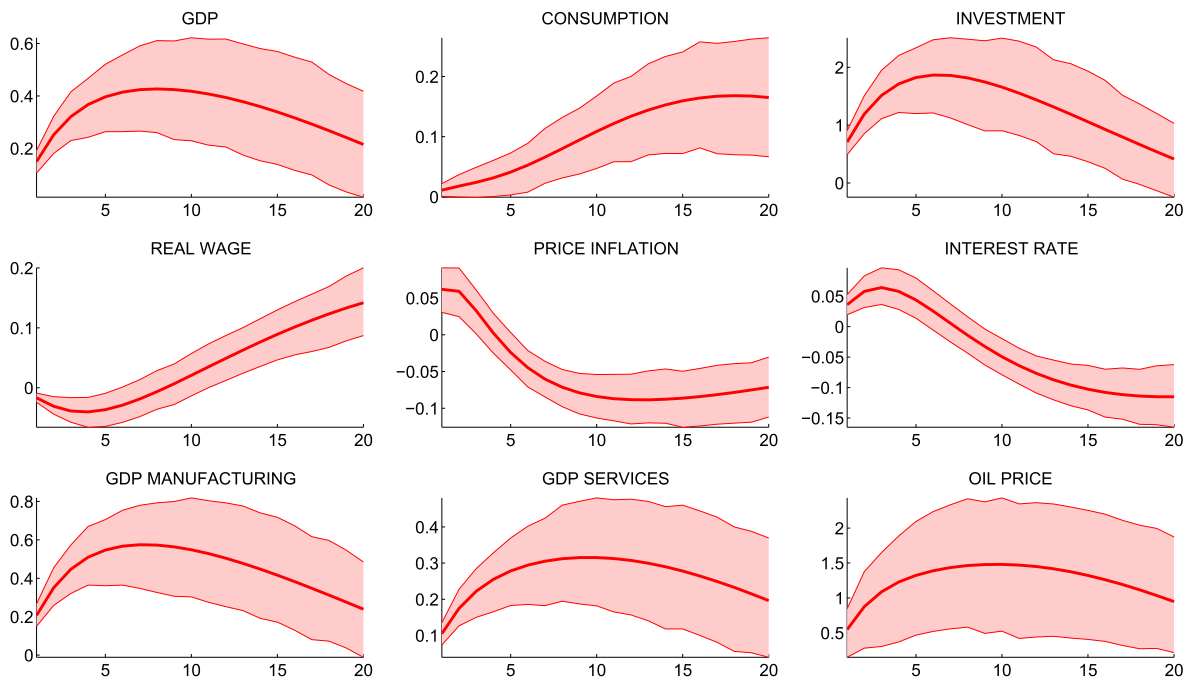 GDP
0.6
0.4
0.2
5 10 15 20
CONSUMPTION
0.2
0.1
0
5 10 15 20
INVESTMENT
2
1
0
5 10 15 20
REAL WAGE
0.2
0.1
0
5 10 15 20
PRICE INFLATION
0.05
0
−0.05
−0.1
5 10 15 20
INTEREST RATE
0.05
0
−0.05
−0.1
−0.15
5 10 15 20
GDP MANUFACTURING
0.8
0.6
0.4
0.2
0
5 10 15 20
GDP SERVICES
0.4
0.3
0.2
0.1
5 10 15 20
OIL PRICE
2
1.5
1
0.5
5 10 15 20